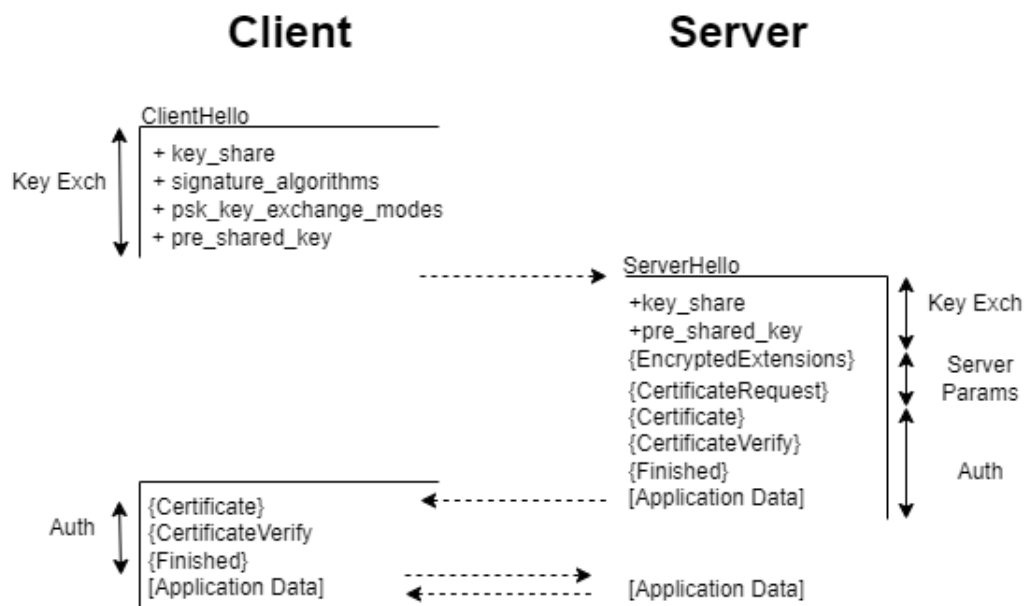 Client
Server
ClientHello
Key Exch
+ key_share
+ signature_algorithms
+ psk_key_exchange_modes
+ pre_shared_key
ServerHello
+key_share
+pre_shared_key
Key Exch
{EncryptedExtensions}
{CertificateRequest}
Server
Params
{Certificate}
{CertificateVerify}
{Finished}
[Application Data]
Auth
Auth
{Certificate}
{CertificateVerify
{Finished}
[Application Data]
[Application Data]